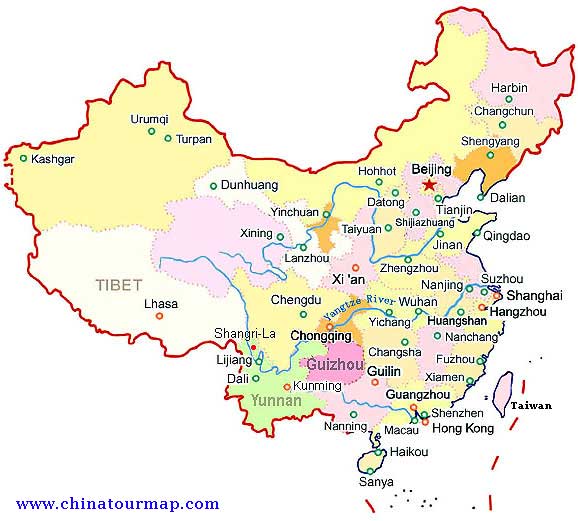 Harbin
Changchun
Urumqi
Turpan
Shengyang
Kashgar
Hohhot
Beijing
Dunhuang
Dalian
Datong
Tianjin
Yinchuan
Shijiazhuang
Taiyuan
Xining
Jinan
Qingdao
Lanzhou
Zhengzhou
Xi 'an
TIBET
Nanjing
Suzhou
Shanghai
Lhasa
Chengdu
Yangtze River
Wuhan
Hangzhou
Yichang
Huangshan
Shangri-La
Chongqing
Nanchang
Changsha
Lijiang
Guizhou
Fuzhou
Dali
Kunming
Guilin
Xiamen
Yunnan
Guangzhou
Taiwan
Shenzhen
Nanning
Macau
Hong Kong
Haikou
Sanya
www.chinatourmap.com